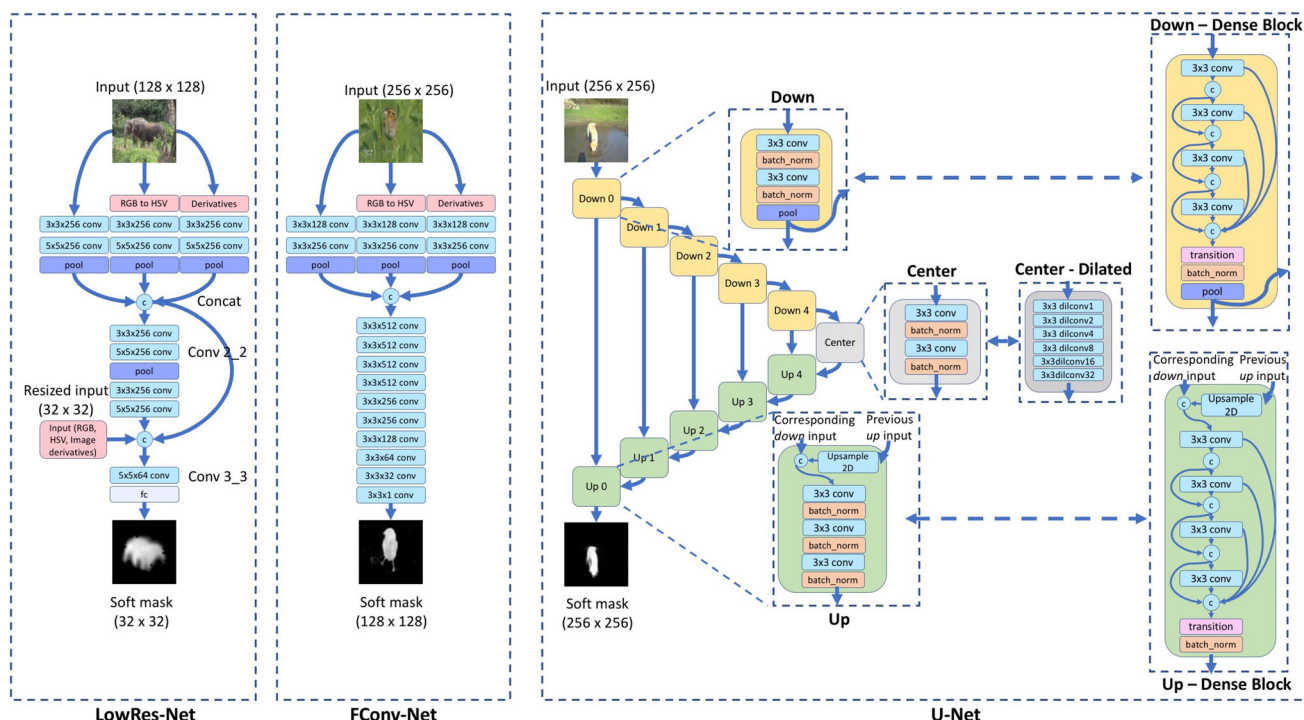 Input (128 x 128)
RGB to HSV
Derivatives
3x3x256 conv
3x3x256 conv
3x3x256 conv
5x5x256 conv
5x5x256 conv
5x5x256 conv
pool
pool
pool
c
Concat
3x3x256 conv
5x5x256 conv
Conv 2_2
pool
Resized input
(32 x 32)
3x3x256 conv
5x5x256 conv
Input (RGB,
HSV, Image
derivatives)
c
5x5x64 conv
Conv 3_3
fc
Soft mask
(32 x 32)
LowRes-Net
Input (256 x 256)
RGB to HSV
Derivatives
3x3x128 conv
3x3x128 conv
3x3x128 conv
3x3x256 conv
3x3x256 conv
3x3x256 conv
pool
pool
pool
c
3x3x512 conv
3x3x512 conv
3x3x512 conv
3x3x512 conv
3x3x256 conv
3x3x256 conv
3x3x128 conv
3x3x64 conv
3x3x32 conv
3x3x1 conv
Soft mask
(128 x 128)
FConv-Net
Input (256 x 256)
Down 0
Down 1
Down 2
Down 3
Down 4
Center
Up 4
Up 3
Up 2
Up 1
Up 0
Soft mask
(256 x 256)
Down
3x3 conv
batch_norm
3x3 conv
batch_norm
pool
Center
3x3 conv
batch_norm
3x3 conv
batch_norm
Center - Dilated
3x3 dilconv1
3x3 dilconv2
3x3 dilconv4
3x3 dilconv8
3x3dilconv16
3x3dilconv32
Corresponding
down input
Previous
up input
c
Upsample
2D
3x3 conv
batch_norm
3x3 conv
batch_norm
3x3 conv
batch_norm
Up
Down – Dense Block
3x3 conv
c
3x3 conv
c
3x3 conv
c
3x3 conv
c
transition
batch_norm
pool
Corresponding
down input
Previous
up input
c
Upsample
2D
3x3 conv
c
3x3 conv
c
3x3 conv
c
3x3 conv
c
transition
batch_norm
Up – Dense Block
U-Net